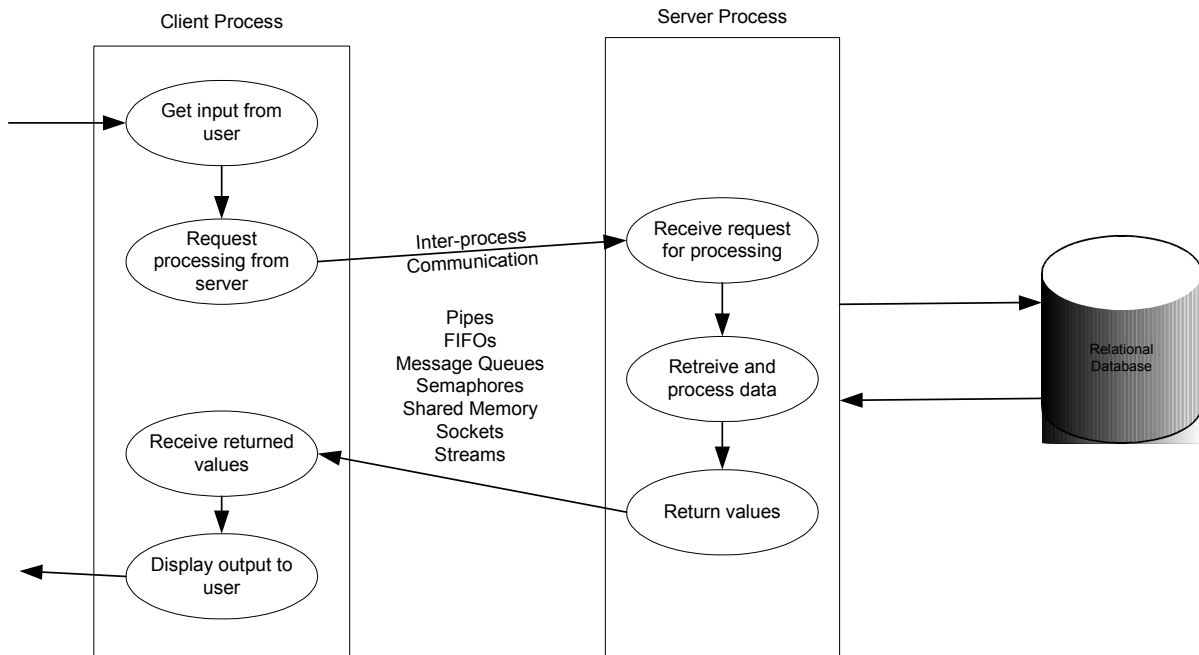 Client Process
Server Process
Get input from
user
Request
processing from
server
Inter-process
Communication
Receive request
for processing
Pipes
FIFOs
Message Queues
Semaphores
Shared Memory
Sockets
Streams
Retreive and
process data
Relational
Database
Receive returned
values
Return values
Display output to
user